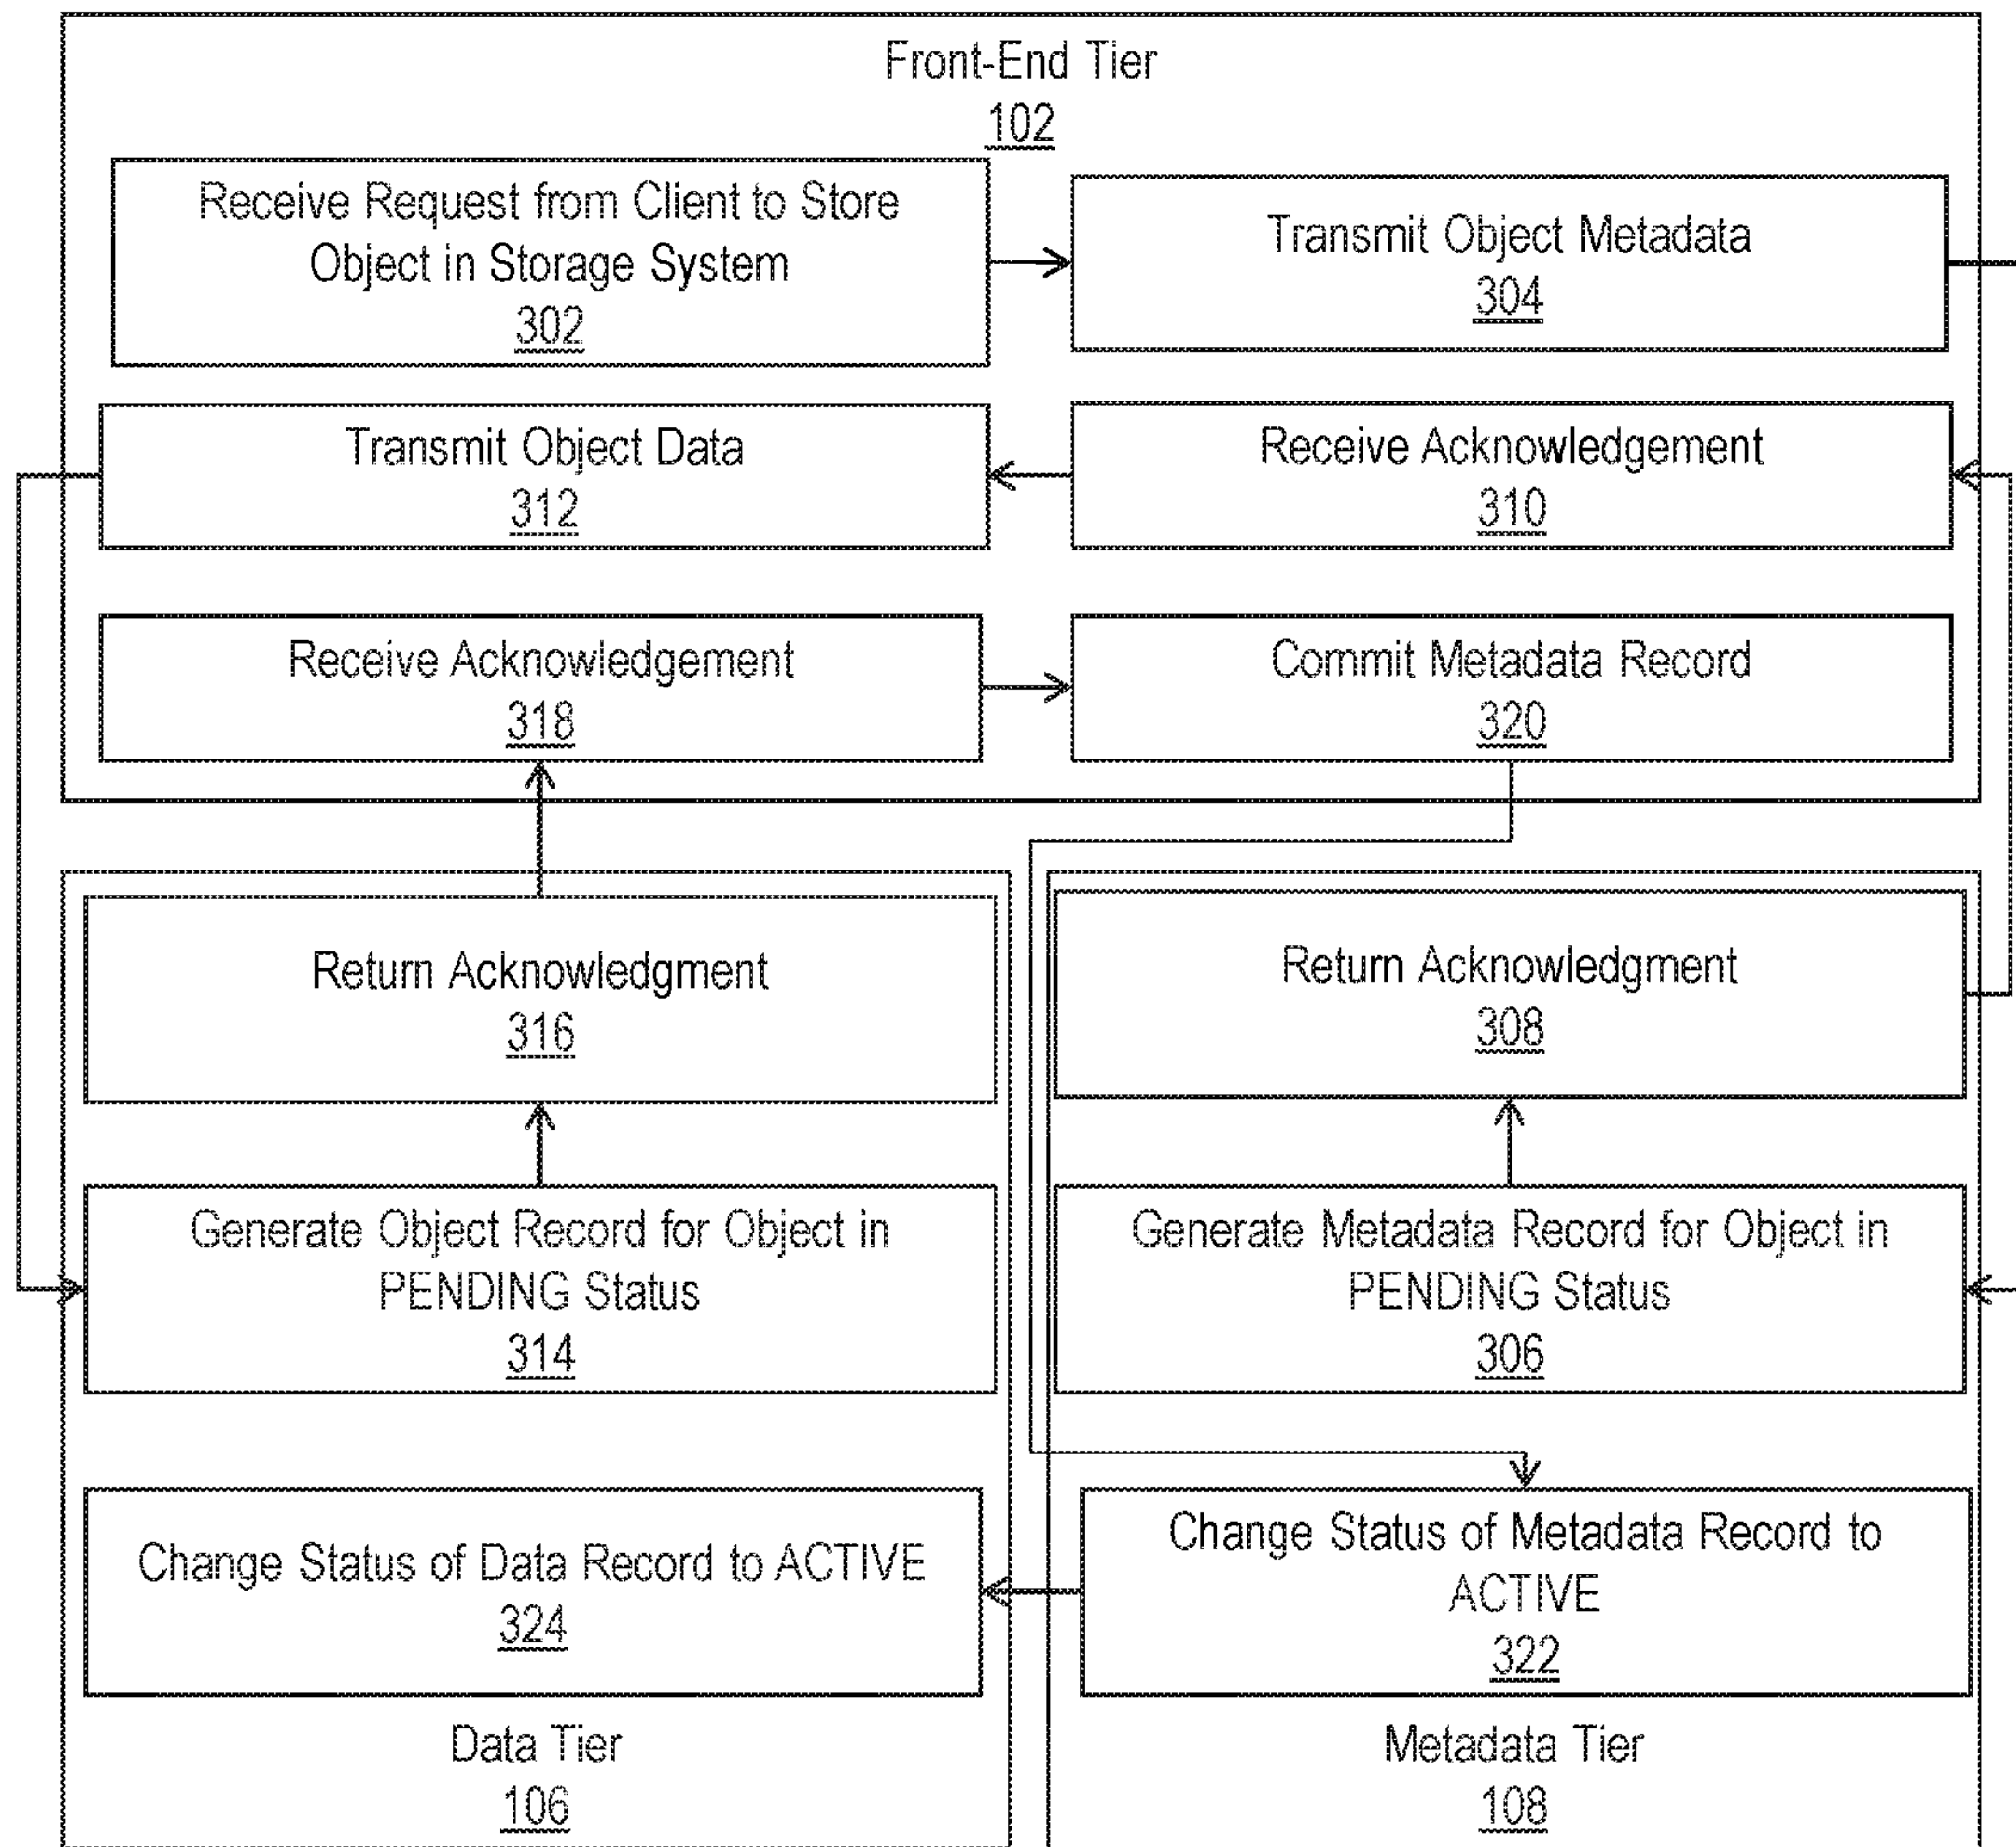 Front-End Tier
102
Receive Request from Client to Store
Object in Storage System
302
Transmit Object Metadata
304
Transmit Object Data
312
Receive Acknowledgement
310
Receive Acknowledgement
318
Commit Metadata Record
320
Return Acknowledgment
316
Return Acknowledgment
308
Generate Object Record for Object in
PENDING Status
314
Generate Metadata Record for Object in
PENDING Status
306
Change Status of Data Record to ACTIVE
324
Change Status of Metadata Record to
ACTIVE
322
Data Tier
106
Metadata Tier
108